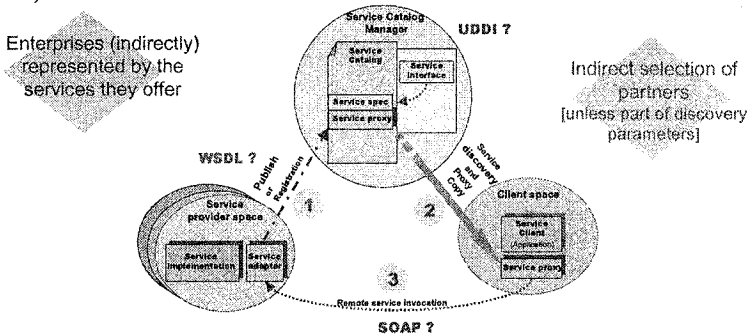 Service Catalog
Manager
UDDI ?
Enterprises (indirectly)
represented by the
services they offer
Service
Catalog
Service
Interface
Service spec
Service proxy
Indirect selection of
partners
[unless part of discovery
parameters]
WSDL ?
Publish
or
Registration
1
Service
discovery
and
Proxy
Copy
2
Service
provider space
Service
implementation
Service
adapter
Client space
Service
Client
(Application)
Service proxy
3
Remote service invocation
SOAP ?